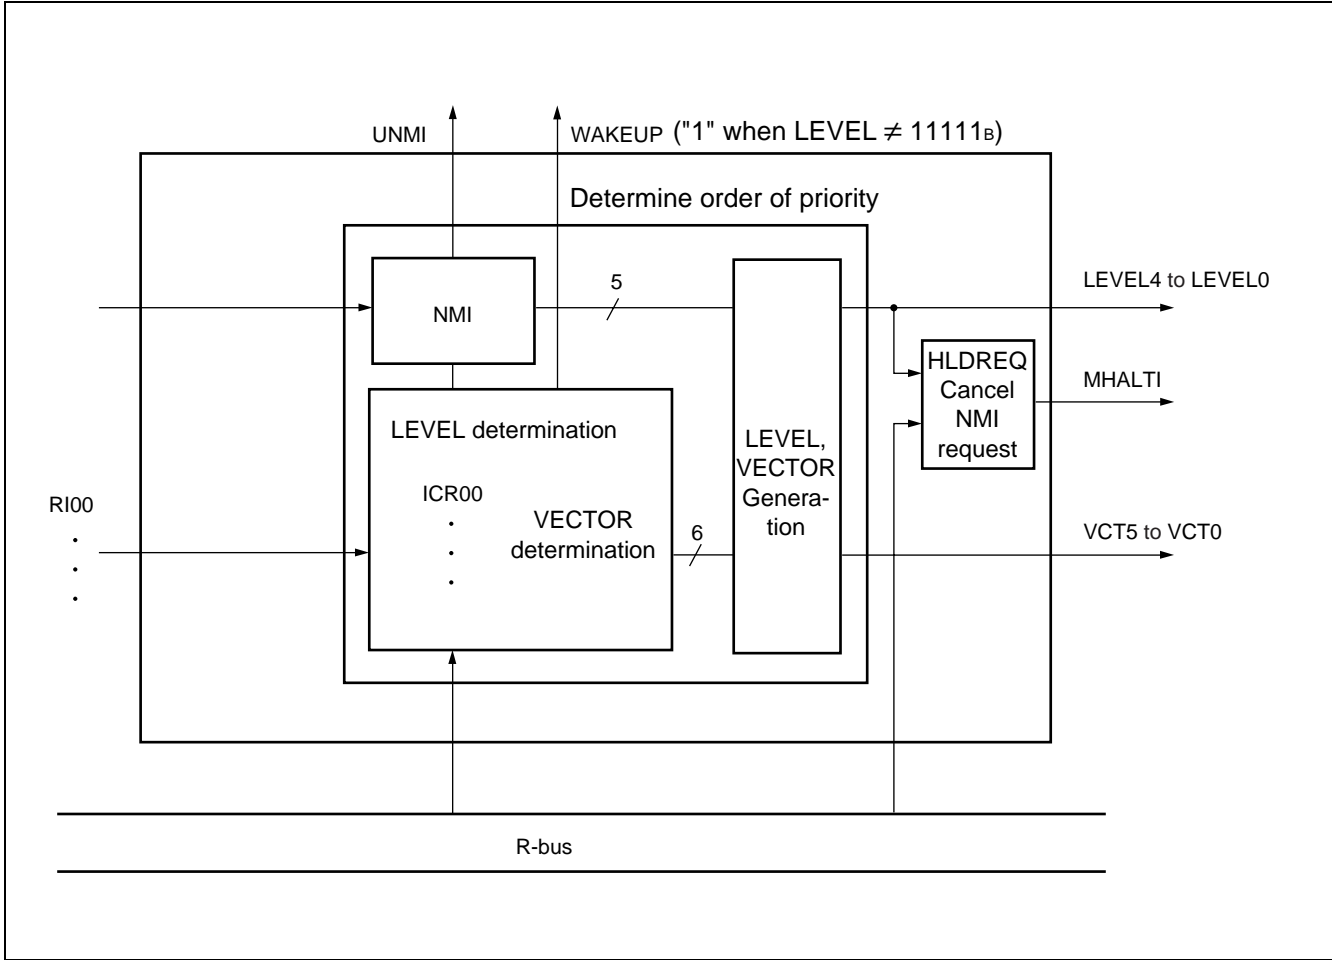 UNMI
WAKEUP ("1" when LEVEL ≠ 11111B)
Determine order of priority
5
NMI
LEVEL4 to LEVEL0
HLDREQ
Cancel
NMI
request
MHALTI
LEVEL determination
ICR00
.
.
.
VECTOR
determination
6
LEVEL,
VECTOR
Genera-
tion
RI00
.
.
.
VCT5 to VCT0
R-bus